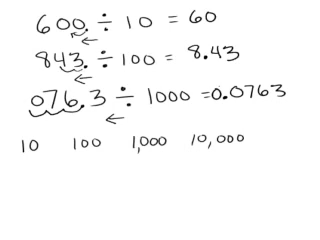 600. ÷ 10 = 60
843. ÷ 100 = 8.43
076.3 ÷ 1000 = 0.0763
10 100 1,000 10,000